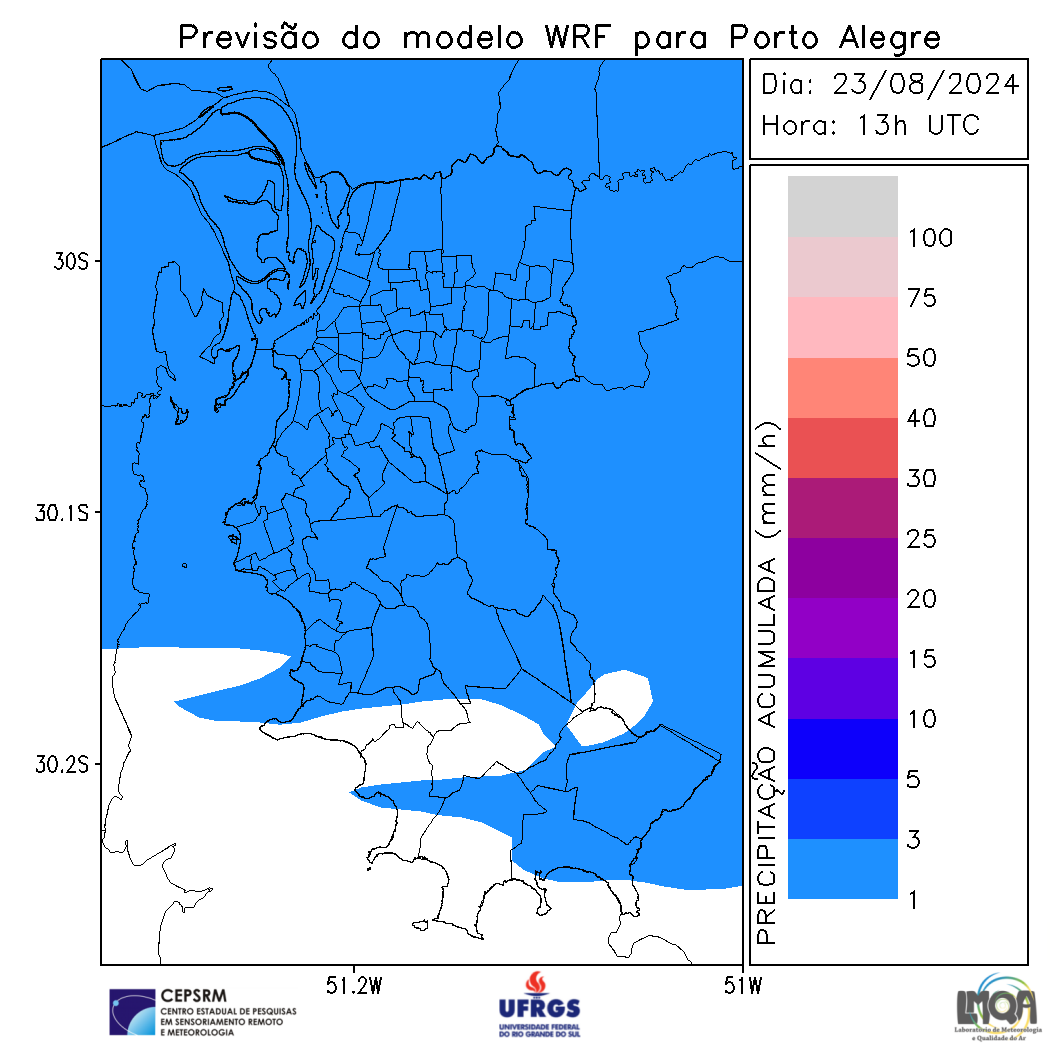 Previsão do modelo WRF para Porto Alegre
Dia: 23/08/2024
Hora: 13h UTC
30S
30.1S
30.2S
51.2W
51W
PRECIPITAÇÃO ACUMULADA (mm/h)
100
75
50
40
30
25
20
15
10
5
3
1
CEPSRM
CENTRO ESTADUAL DE PESQUISAS
EM SENSORIAMENTO REMOTO
E METEOROLOGIA
UFRGS
UNIVERSIDADE FEDERAL
DO RIO GRANDE DO SUL
LMQA
Laboratório de Meteorologia
e Qualidade do Ar